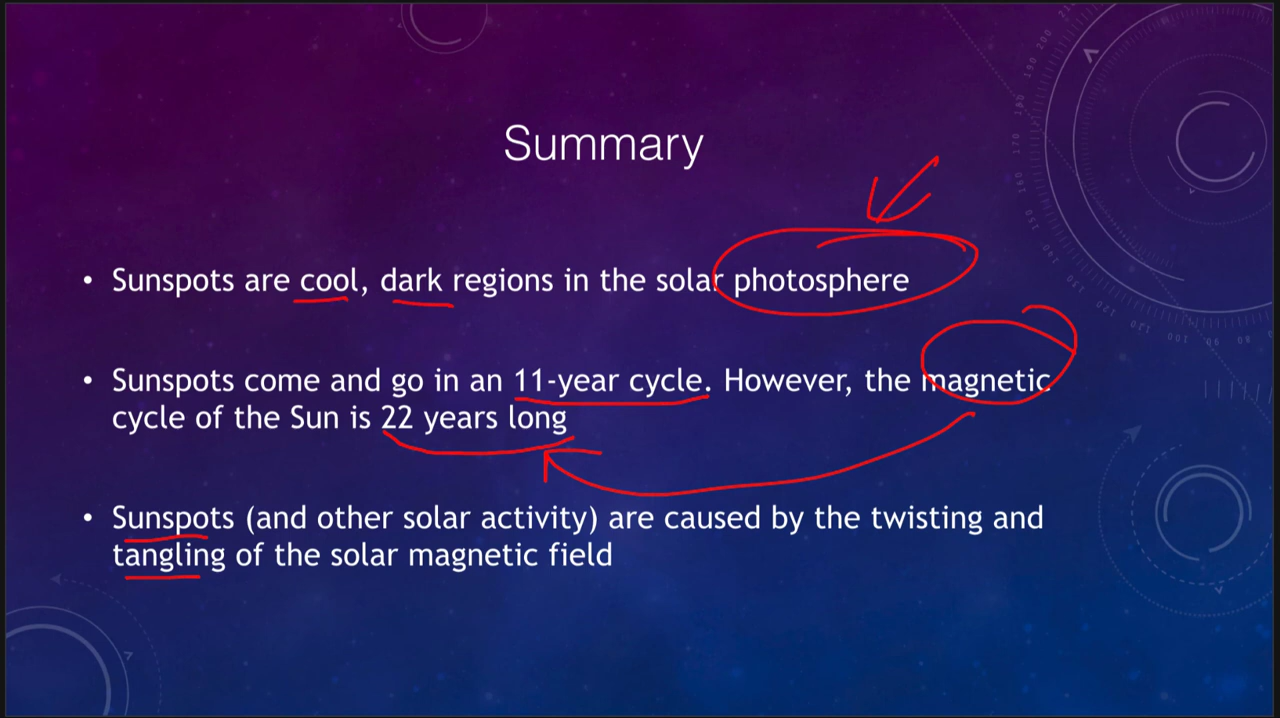 Summary
• Sunspots are cool, dark regions in the solar photosphere
• Sunspots come and go in an 11-year cycle. However, the magnetic
cycle of the Sun is 22 years long
• Sunspots (and other solar activity) are caused by the twisting and
tangling of the solar magnetic field